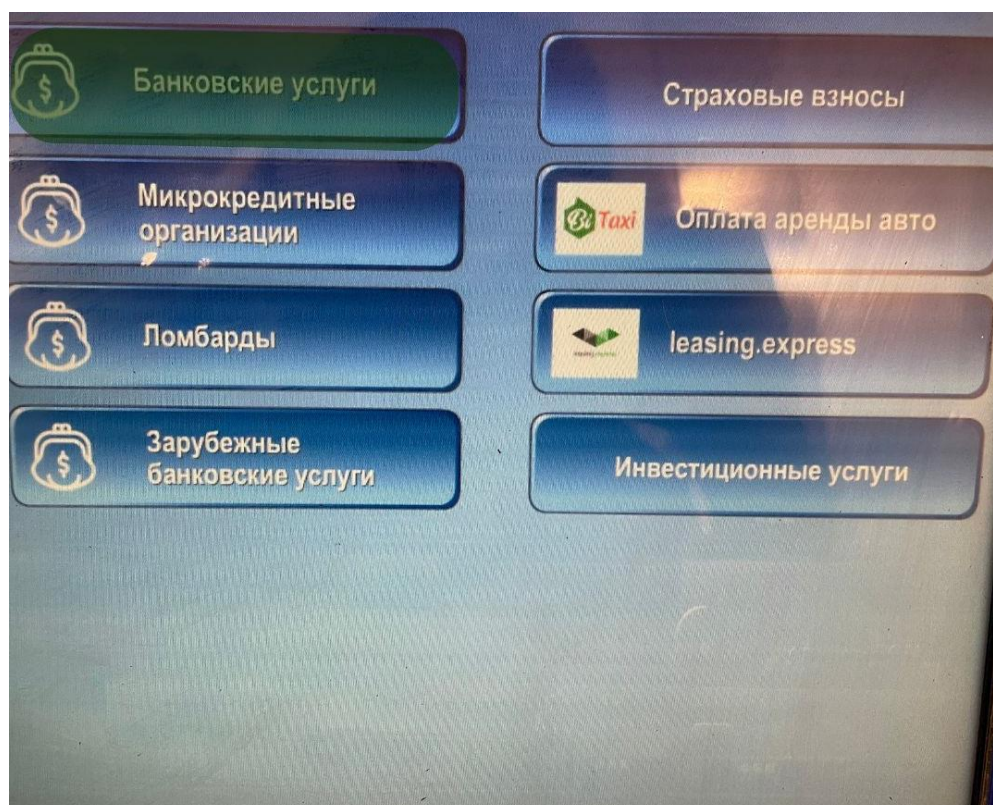 Банковские услуги
Страховые взносы
Микрокредитные
организации
Bi Taxi
Оплата аренды авто
Ломбарды
leasing.express
Зарубежные
банковские услуги
Инвестиционные услуги